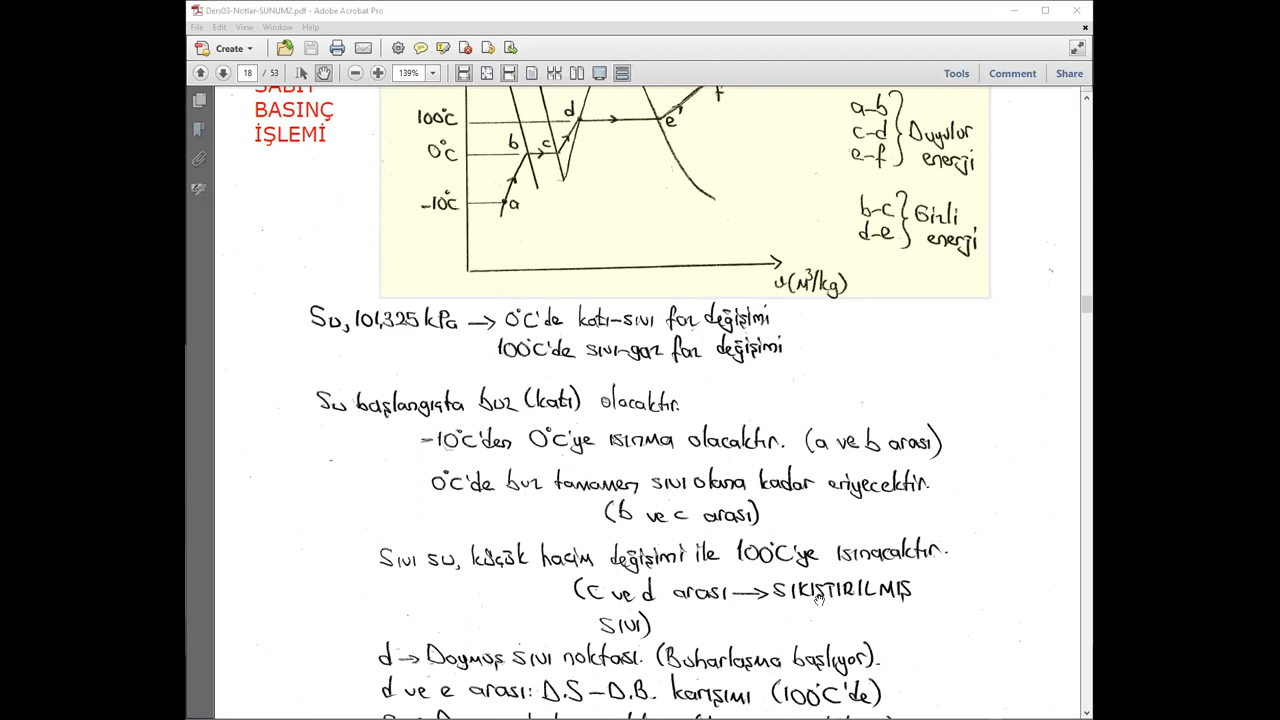 Ders03-Notlar-SUNUM2.pdf - Adobe Acrobat Pro
File Edit View Window Help
Create
18 / 53 139% Tools Comment Share
SABİT
BASINÇ
İŞLEMİ
100°C
0°C
-10°C
a
b
c
d
e
f
υ(m³/kg)
a-b
c-d
e-f
Duyulur
enerji
b-c
d-e
Gizli
enerji
Su, 101,325 kPa → 0°C'de katı-sıvı faz değişimi
100°C'de sıvı-gaz faz değişimi
Su başlangıçta buz (katı) olacaktır.
-10°C'den 0°C'ye ısınma olacaktır. (a ve b arası)
0°C'de buz tamamen sıvı olana kadar eriyecektir.
(b ve c arası)
Sıvı su, küçük hacim değişimi ile 100°C'ye ısınacaktır.
(c ve d arası → SIKIŞTIRILMIŞ
SIVI)
d → Doymuş sıvı noktası. (Buharlaşma başlıyor).
d ve e arası: D.S-D.B. karışımı (100°C'de)